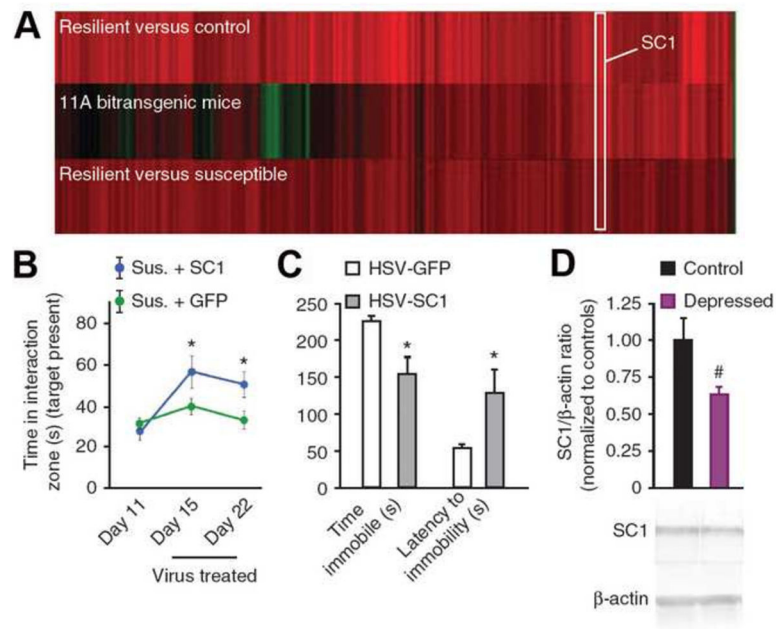 A
Resilient versus control
SC1
11A bitransgenic mice
Resilient versus susceptible
B
Sus. + SC1
Sus. + GFP
Time in interaction
zone (s) (target present)
80
60
40
20
0
*
*
Day 11
Day 15
Day 22
Virus treated
C
HSV-GFP
HSV-SC1
250
200
150
100
50
0
*
*
Time
immobile (s)
Latency to
immobility (s)
D
Control
Depressed
SC1/β-actin ratio
(normalized to controls)
1.25
1.00
0.75
0.50
0.25
0
#
SC1
β-actin